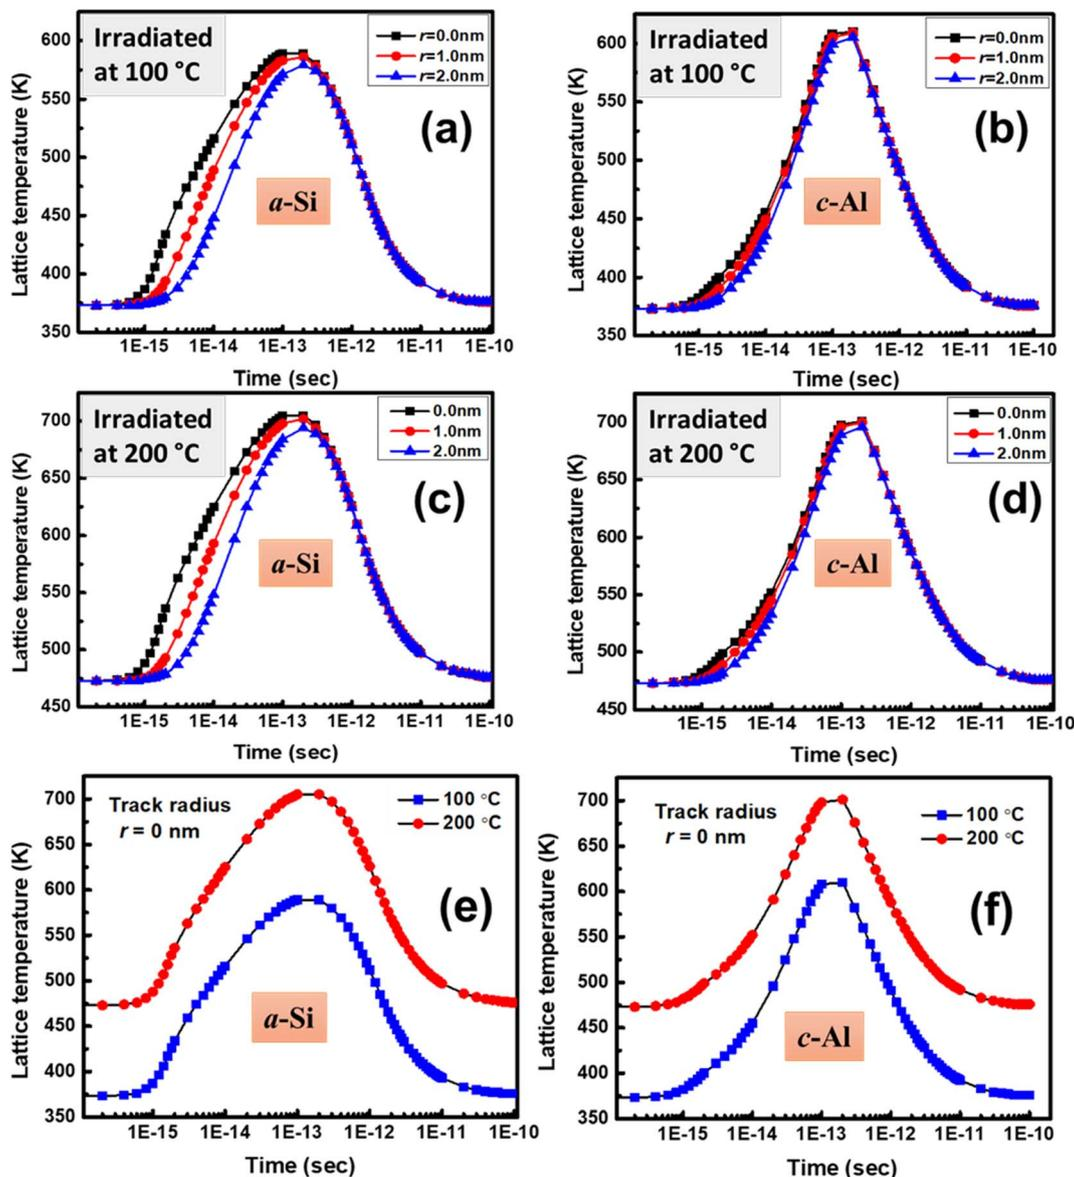 Irradiated
at 100 °C
r=0.0nm
r=1.0nm
r=2.0nm
(a)
a-Si
Lattice temperature (K)
600
550
500
450
400
350
1E-15 1E-14 1E-13 1E-12 1E-11 1E-10
Time (sec)
Irradiated
at 100 °C
r=0.0nm
r=1.0nm
r=2.0nm
(b)
c-Al
Lattice temperature (K)
600
550
500
450
400
350
1E-15 1E-14 1E-13 1E-12 1E-11 1E-10
Time (sec)
Irradiated
at 200 °C
0.0nm
1.0nm
2.0nm
(c)
a-Si
Lattice temperature (K)
700
650
600
550
500
450
1E-15 1E-14 1E-13 1E-12 1E-11 1E-10
Time (sec)
Irradiated
at 200 °C
0.0nm
1.0nm
2.0nm
(d)
c-Al
Lattice temperature (K)
700
650
600
550
500
450
1E-15 1E-14 1E-13 1E-12 1E-11 1E-10
Time (sec)
Track radius
r = 0 nm
100 °C
200 °C
(e)
a-Si
Lattice temperature (K)
700
650
600
550
500
450
400
350
1E-15 1E-14 1E-13 1E-12 1E-11 1E-10
Time (sec)
Track radius
r = 0 nm
100 °C
200 °C
(f)
c-Al
Lattice temperature (K)
700
650
600
550
500
450
400
350
1E-15 1E-14 1E-13 1E-12 1E-11 1E-10
Time (sec)